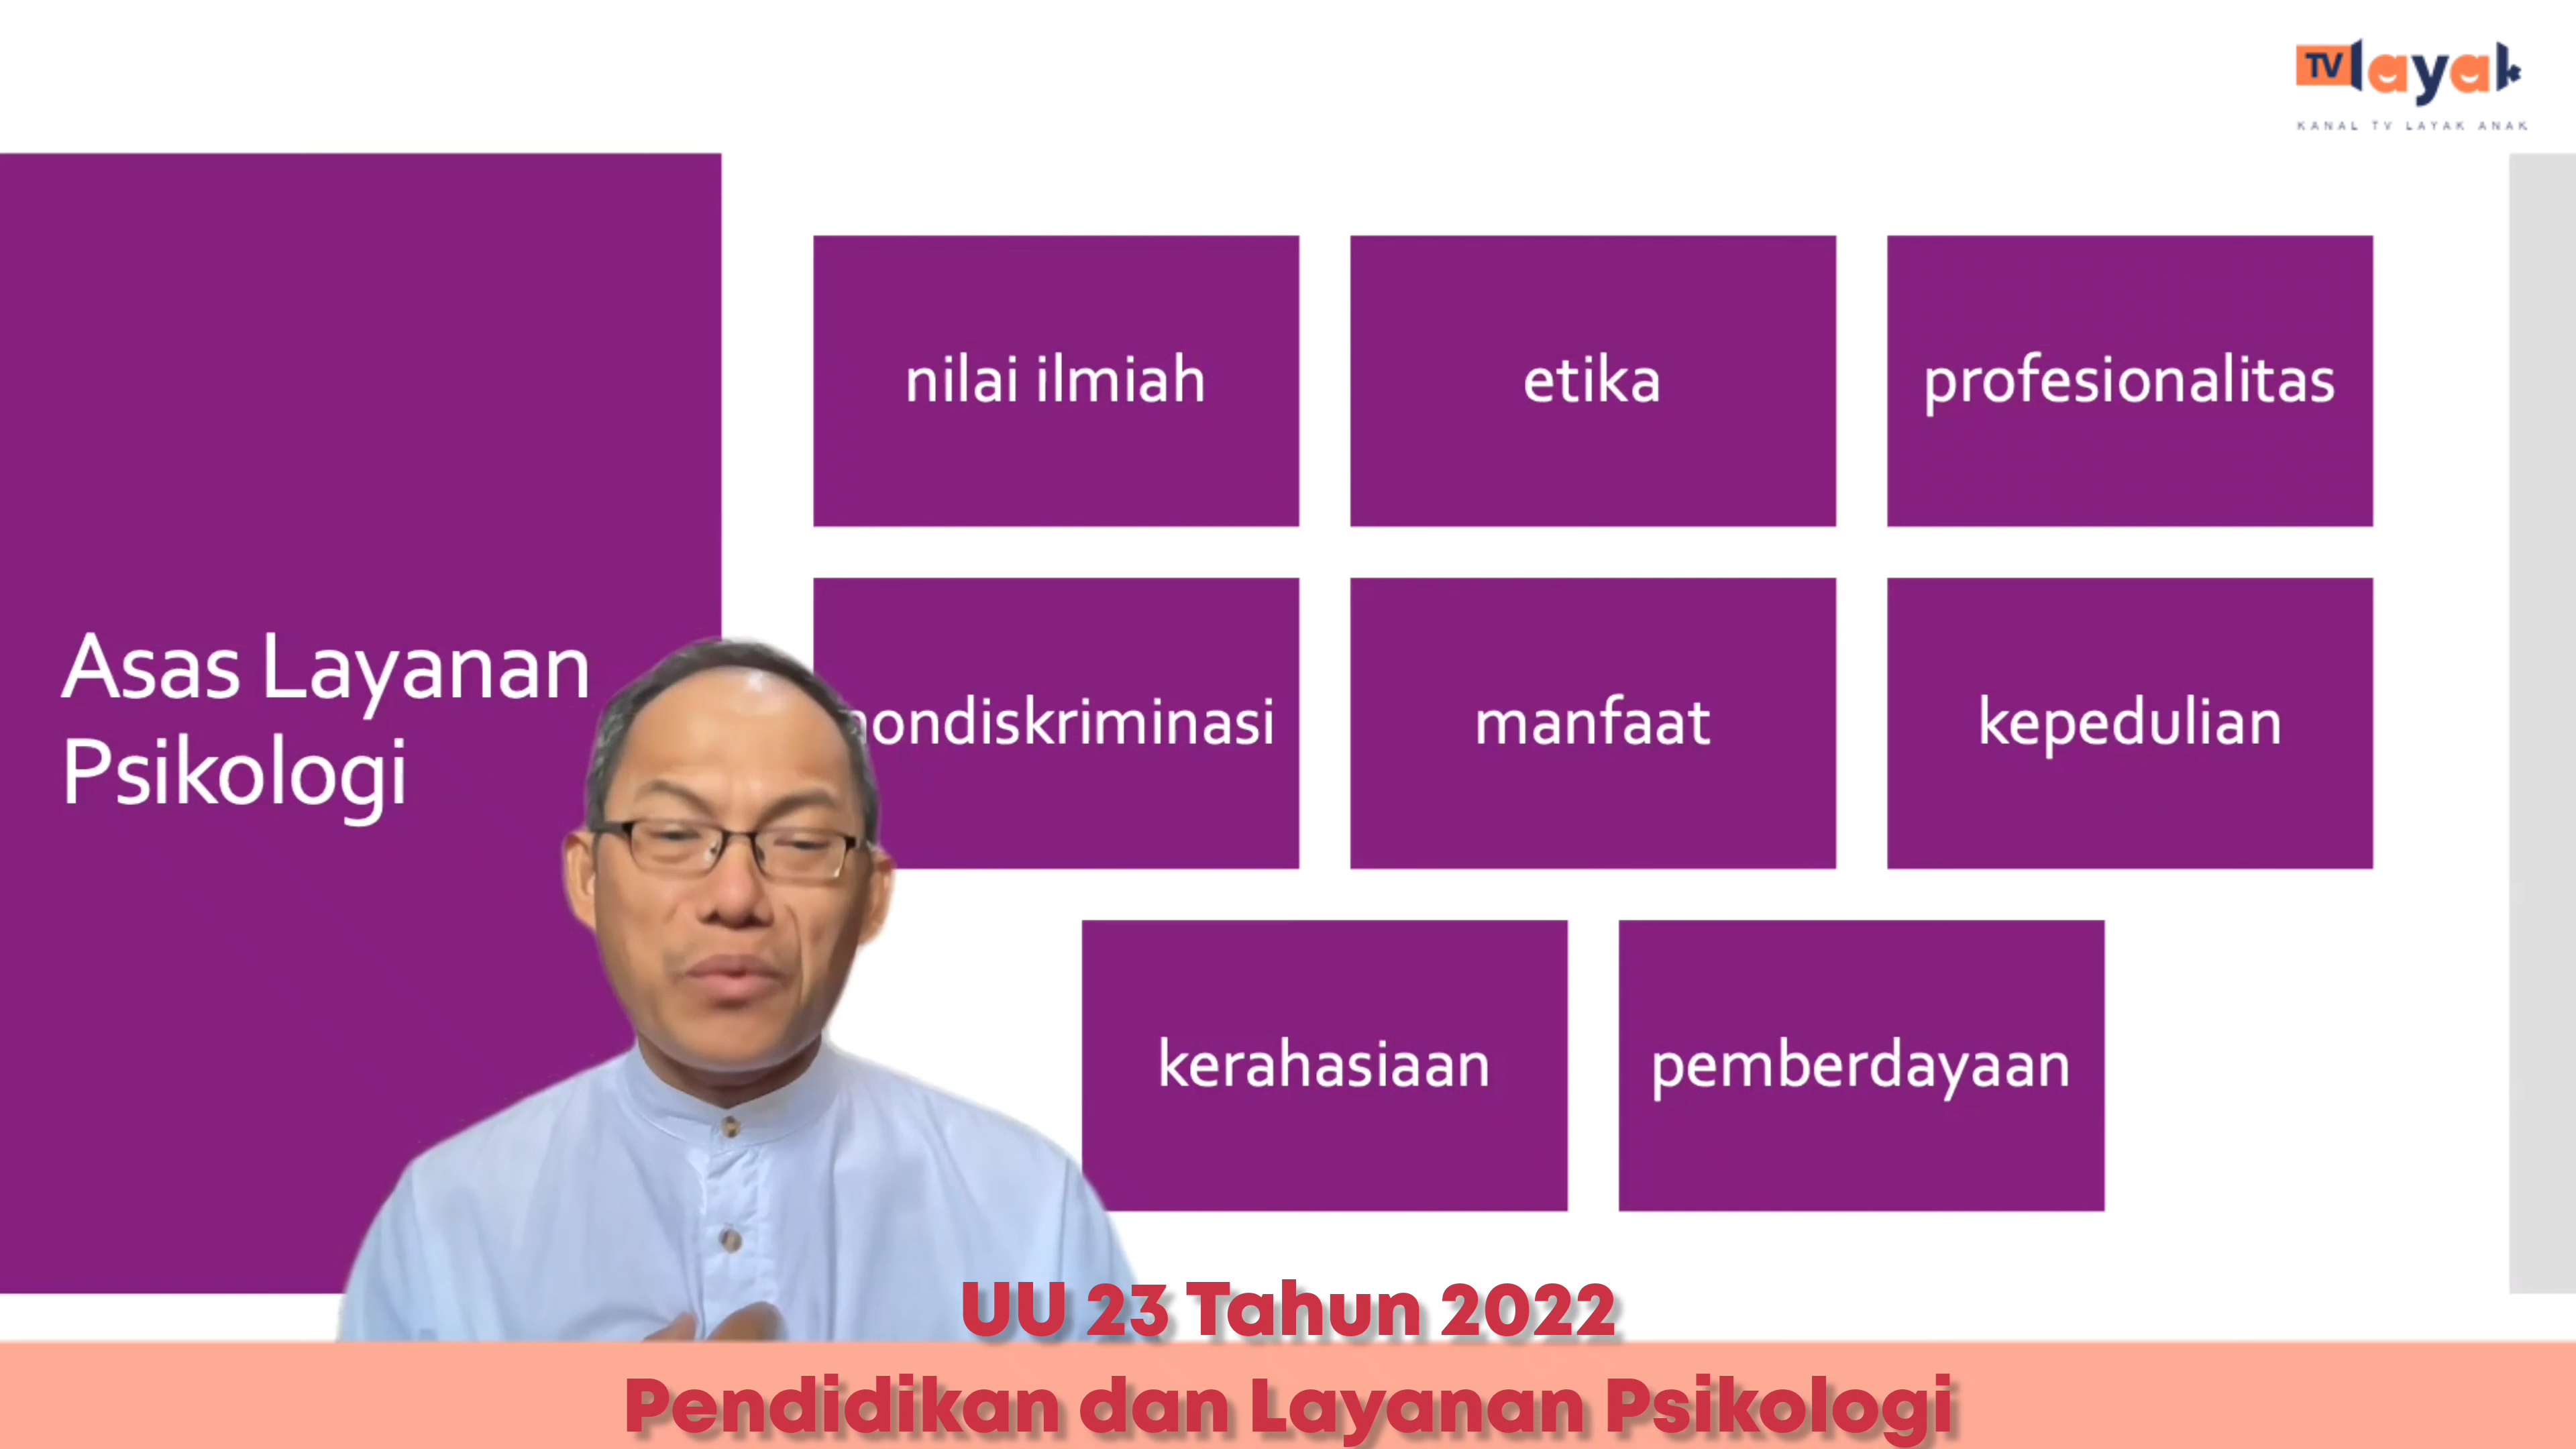 TV layak
KANAL TV LAYAK ANAK
Asas Layanan
Psikologi
nilai ilmiah
etika
profesionalitas
nondiskriminasi
manfaat
kepedulian
kerahasiaan
pemberdayaan
UU 23 Tahun 2022
Pendidikan dan Layanan Psikologi